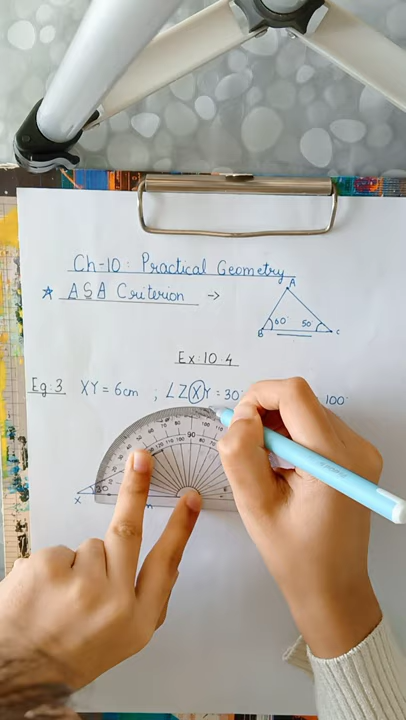 Ch-10: Practical Geometry
* ASA Criterion →
A
60° 50°
B C
Ex:10.4
Eg:3 XY = 6cm ; ∠ZXY = 30° 100°
90
30°
X
m